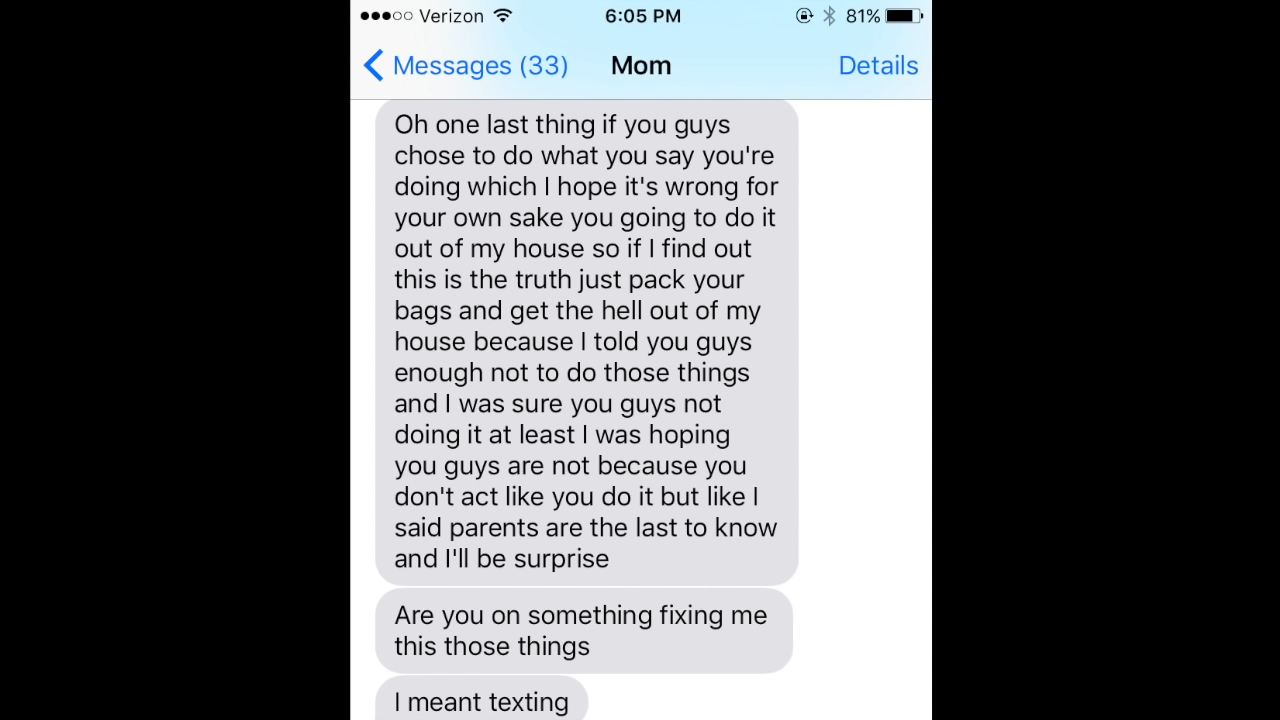 Verizon 6:05 PM 81%
Messages (33) Mom Details
Oh one last thing if you guys
chose to do what you say you're
doing which I hope it's wrong for
your own sake you going to do it
out of my house so if I find out
this is the truth just pack your
bags and get the hell out of my
house because I told you guys
enough not to do those things
and I was sure you guys not
doing it at least I was hoping
you guys are not because you
don't act like you do it but like I
said parents are the last to know
and I'll be surprise
Are you on something fixing me
this those things
I meant texting